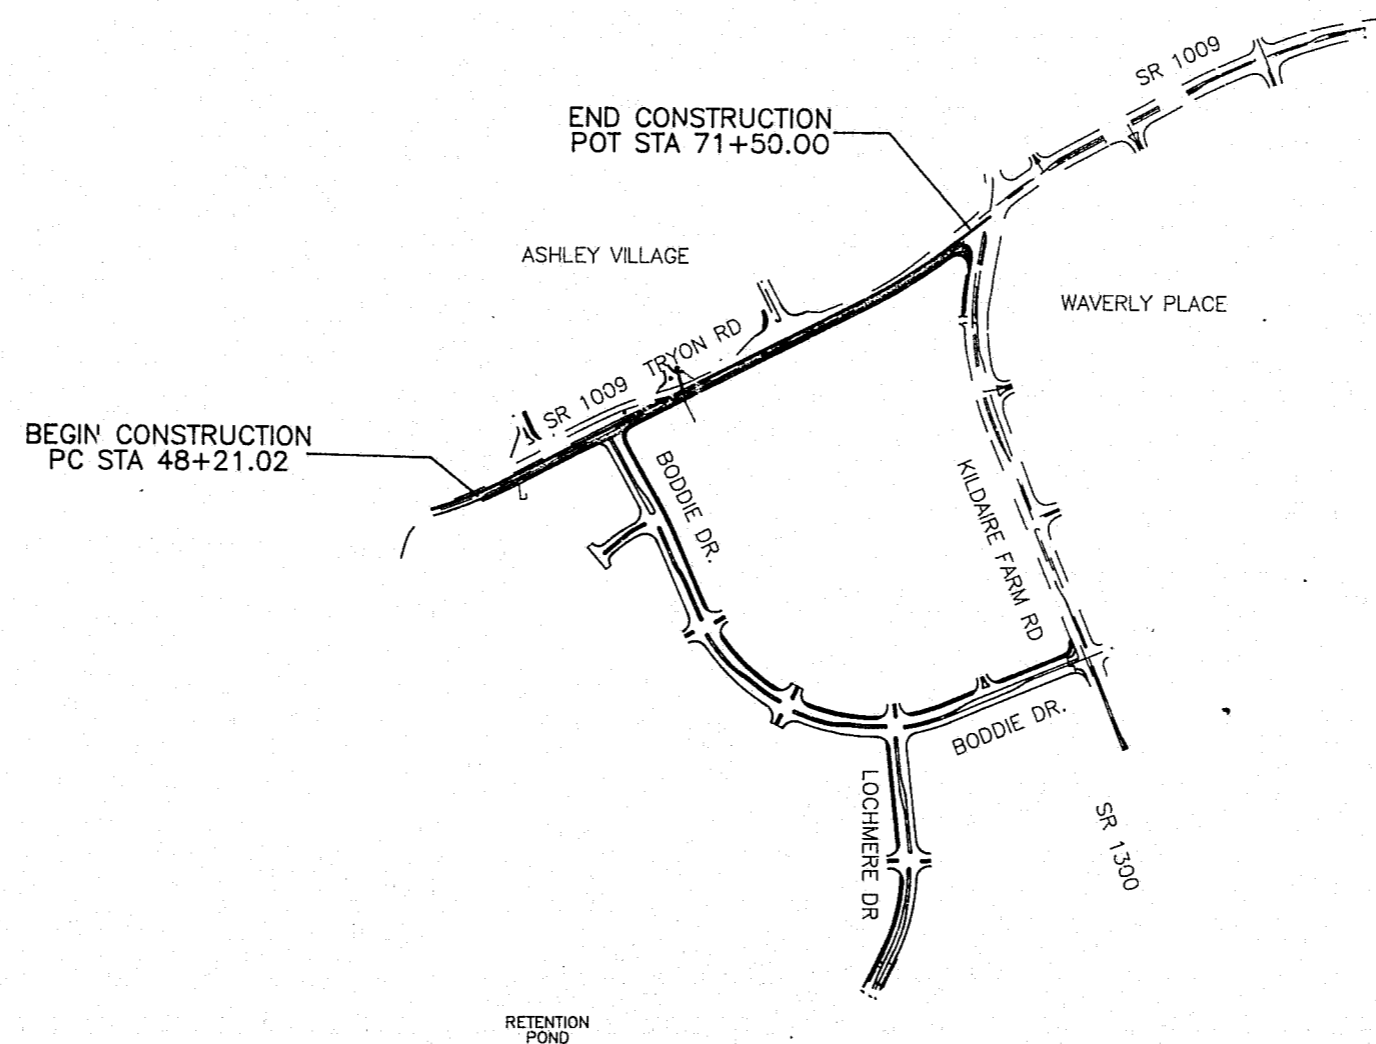 SR 1009
END CONSTRUCTION
POT STA 71+50.00
ASHLEY VILLAGE
WAVERLY PLACE
SR 1009 TRYON RD
BEGIN CONSTRUCTION
PC STA 48+21.02
BODDIE DR.
KILDAIRE FARM RD
BODDIE DR.
LOCHMERE DR
SR 1300
RETENTION
POND